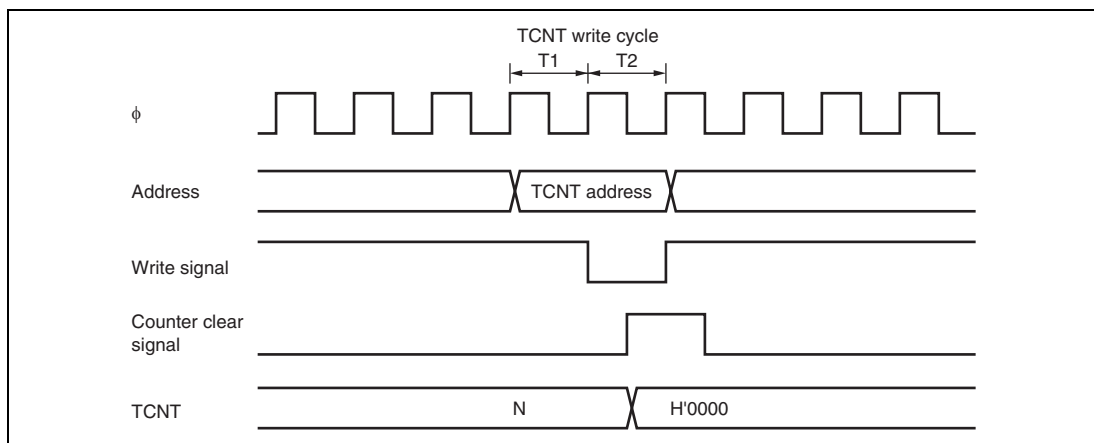 TCNT write cycle
T1 T2
ϕ
Address
TCNT address
Write signal
Counter clear
signal
TCNT
N
H'0000